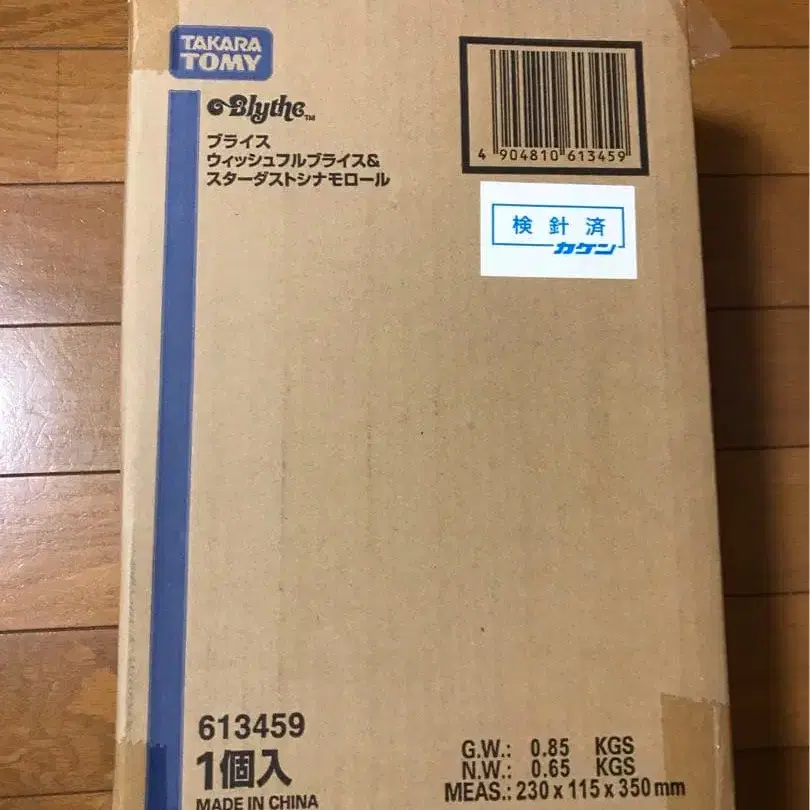 TAKARA
TOMY
Blythe™
ブライス
ウィッシュフルブライス&
スターダストシナモロール
4 904810 613459
検針済
カケン
613459
1個入
MADE IN CHINA
G.W.: 0.85 KGS
N.W.: 0.65 KGS
MEAS.: 230 x 115 x 350 mm